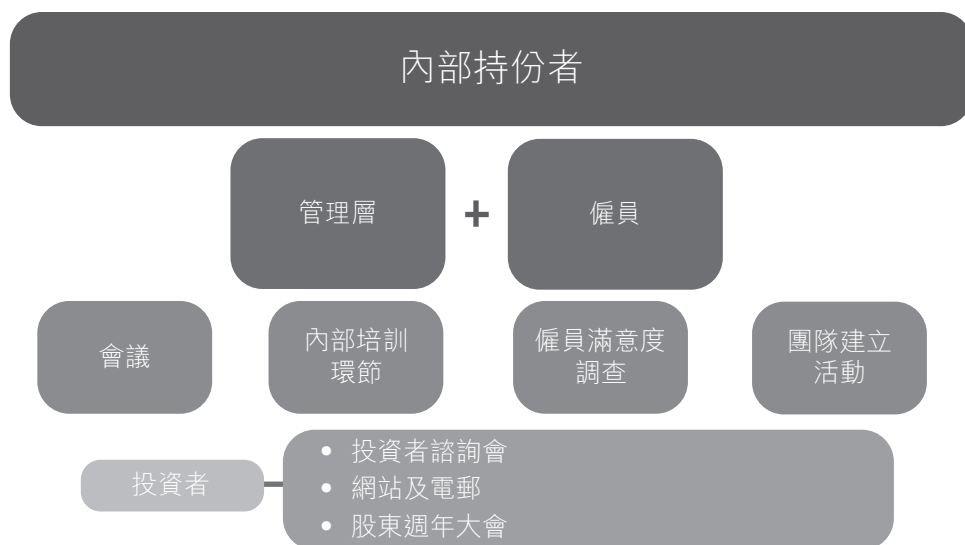 內部持份者
管理層
+
僱員
會議
內部培訓
環節
僱員滿意度
調查
團隊建立
活動
投資者
• 投資者諮詢會
• 網站及電郵
• 股東週年大會